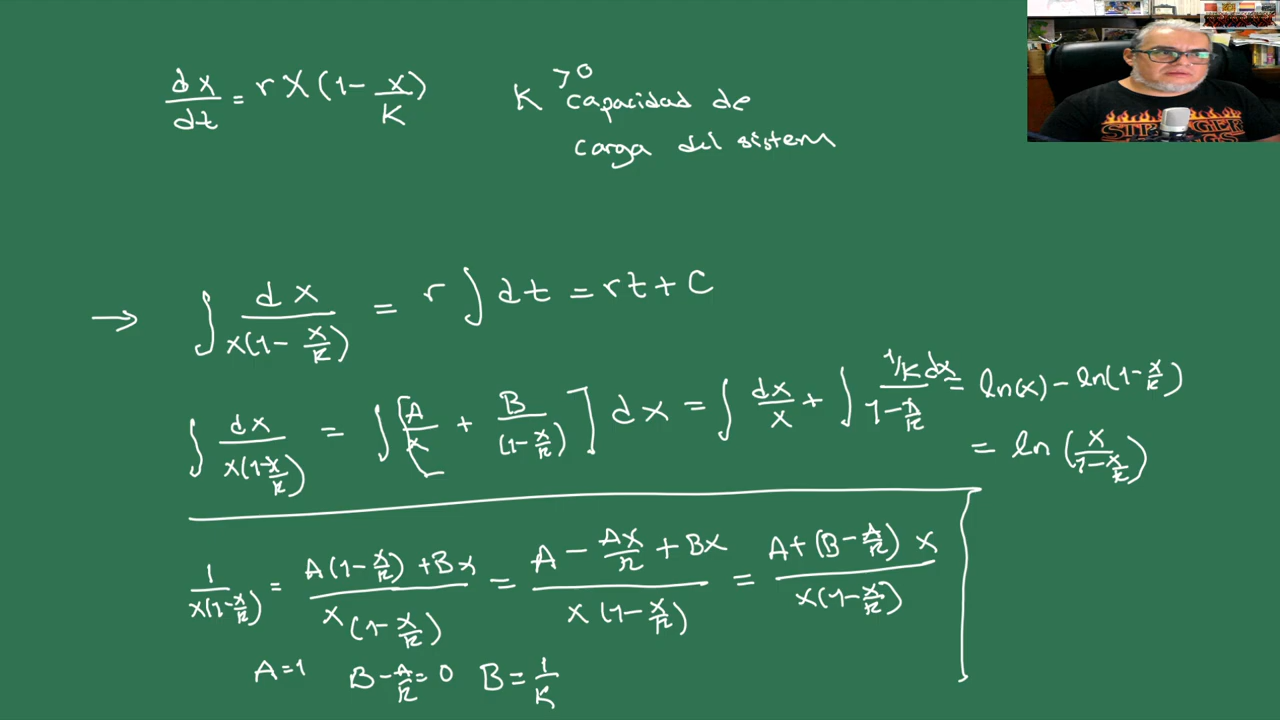 dx/dt = r x (1 - x/K)    K >0 capacidad de
carga del sistem
→ ∫ dx / x(1 - x/K) = r ∫ dt = rt + C
∫ dx / x(1 - x/K) = ∫ [A/x + B/(1 - x/K)] dx = ∫ dx/x + ∫ 1/K dx / 1 - x/K = ln(x) - ln(1 - x/K)
= ln (x / 1 - x/K)
1 / x(1 - x/K) = A(1 - x/K) + Bx / x(1 - x/K) = A - Ax/K + Bx / x(1 - x/K) = A + (B - A/K) x / x(1 - x/K)
A=1    B - A/K = 0    B = 1/K